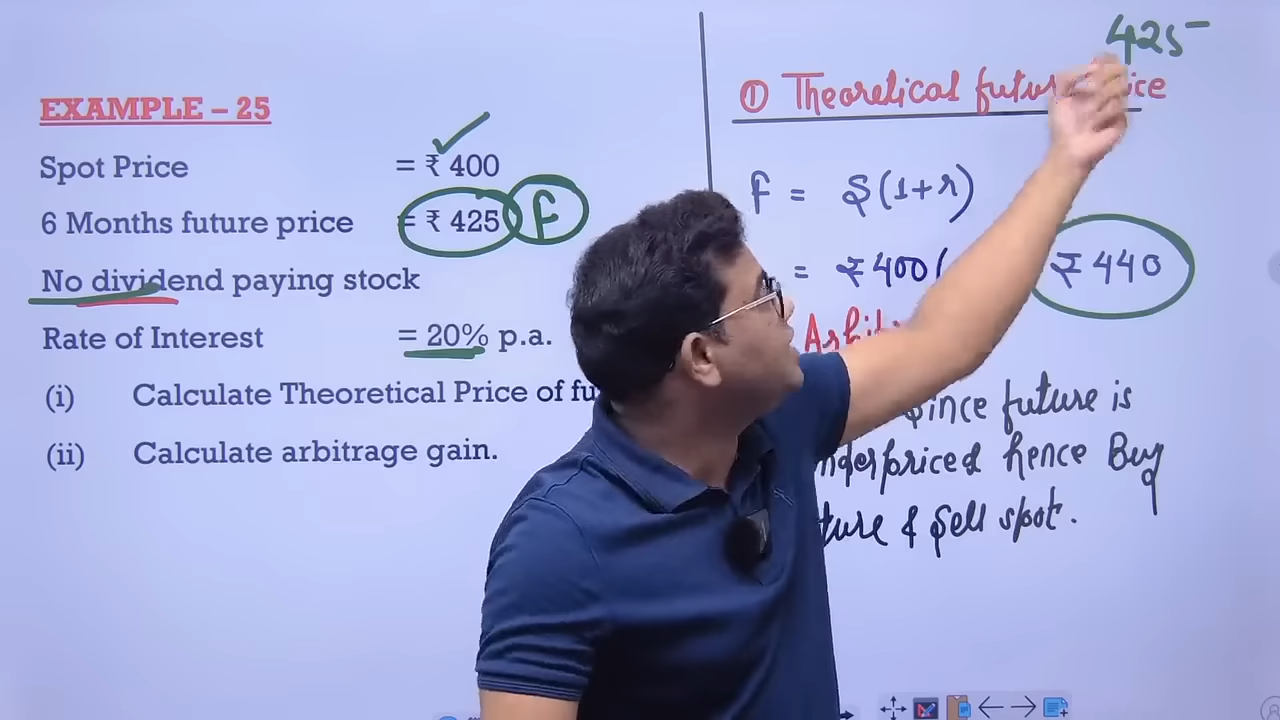 EXAMPLE – 25
Spot Price = ₹ 400
6 Months future price = ₹ 425 F
No dividend paying stock
Rate of Interest = 20% p.a.
(i) Calculate Theoretical Price of fu
(ii) Calculate arbitrage gain.
425
① Theoretical future ice
F = S(1+r)
= ₹400( ₹440
Arbit
Since future is
nderpriced hence Buy
ture & Sell spot.